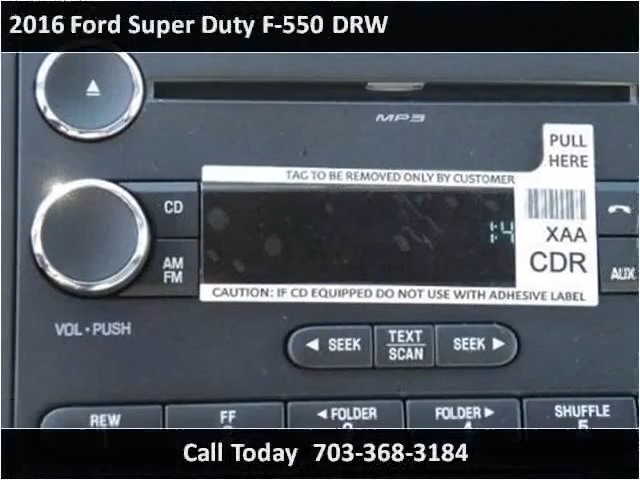 2016 Ford Super Duty F-550 DRW
MP3
PULL
HERE
TAG TO BE REMOVED ONLY BY CUSTOMER
CD
XAA
CDR
AM
FM
AUX
CAUTION: IF CD EQUIPPED DO NOT USE WITH ADHESIVE LABEL
VOL • PUSH
◄ SEEK
TEXT
SCAN
SEEK ►
REW
FF
◄ FOLDER
FOLDER ►
SHUFFLE
Call Today 703-368-3184